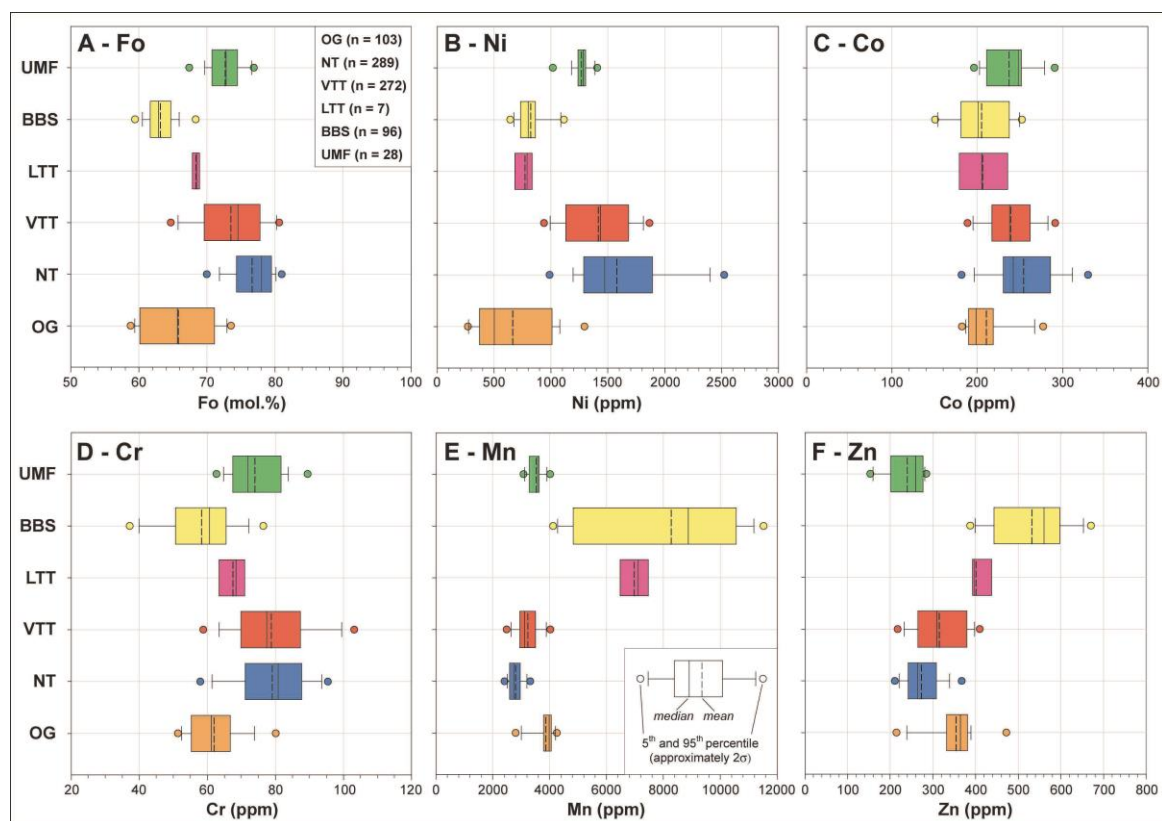 A - Fo
OG (n = 103)
NT (n = 289)
VTT (n = 272)
LTT (n = 7)
BBS (n = 96)
UMF (n = 28)
UMF
BBS
LTT
VTT
NT
OG
50 60 70 80 90 100
Fo (mol.%)
B - Ni
0 500 1000 1500 2000 2500 3000
Ni (ppm)
C - Co
0 100 200 300 400
Co (ppm)
D - Cr
UMF
BBS
LTT
VTT
NT
OG
20 40 60 80 100 120
Cr (ppm)
E - Mn
median mean
5th and 95th percentile
(approximately 2σ)
2000 4000 6000 8000 10000 12000
Mn (ppm)
F - Zn
0 100 200 300 400 500 600 700 800
Zn (ppm)